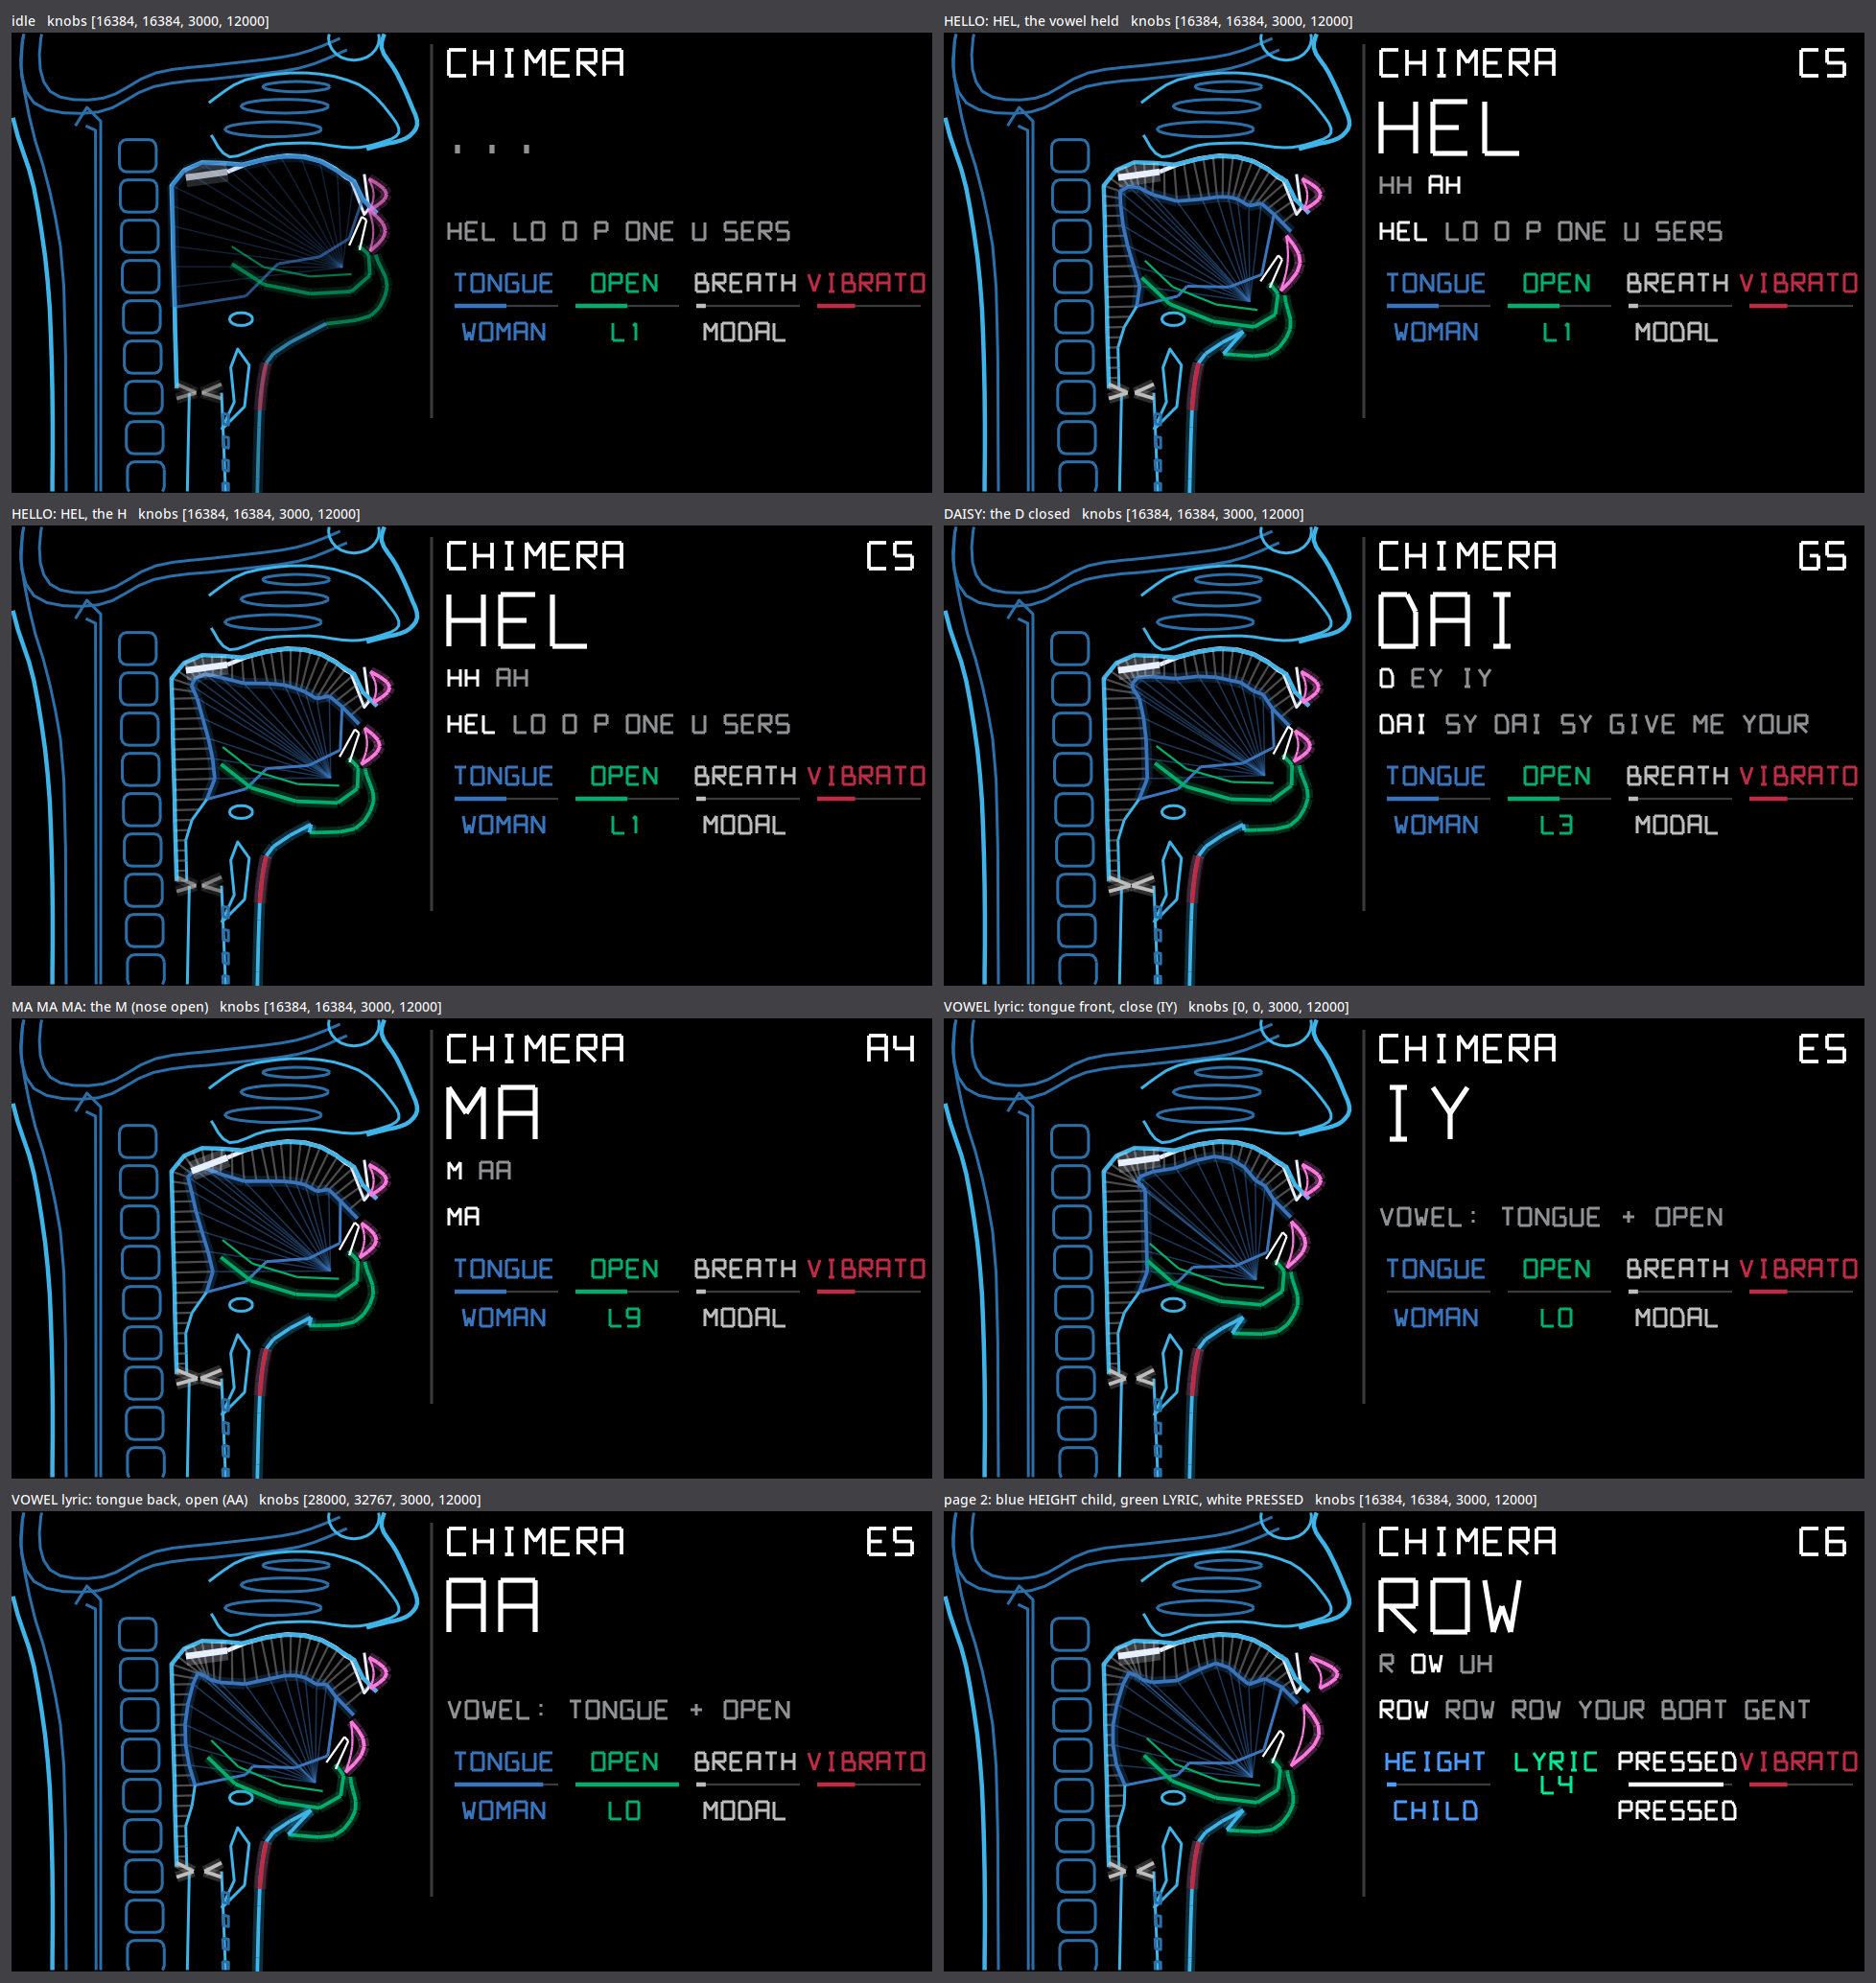 idle knobs [16384, 16384, 3000, 12000]
CHIMERA
. . .
HEL LO O P ONE U SERS
TONGUE OPEN BREATH VIBRATO
WOMAN L1 MODAL
HELLO: HEL, the vowel held knobs [16384, 16384, 3000, 12000]
CHIMERA C5
HEL
HH AH
HEL LO O P ONE U SERS
TONGUE OPEN BREATH VIBRATO
WOMAN L1 MODAL
HELLO: HEL, the H knobs [16384, 16384, 3000, 12000]
CHIMERA C5
HEL
HH AH
HEL LO O P ONE U SERS
TONGUE OPEN BREATH VIBRATO
WOMAN L1 MODAL
DAISY: the D closed knobs [16384, 16384, 3000, 12000]
CHIMERA G5
DAI
D EY IY
DAI SY DAI SY GIVE ME YOUR
TONGUE OPEN BREATH VIBRATO
WOMAN L3 MODAL
MA MA MA: the M (nose open) knobs [16384, 16384, 3000, 12000]
CHIMERA A4
MA
M AA
MA
TONGUE OPEN BREATH VIBRATO
WOMAN L9 MODAL
VOWEL lyric: tongue front, close (IY) knobs [0, 0, 3000, 12000]
CHIMERA E5
IY
VOWEL: TONGUE + OPEN
TONGUE OPEN BREATH VIBRATO
WOMAN L0 MODAL
VOWEL lyric: tongue back, open (AA) knobs [28000, 32767, 3000, 12000]
CHIMERA E5
AA
VOWEL: TONGUE + OPEN
TONGUE OPEN BREATH VIBRATO
WOMAN L0 MODAL
page 2: blue HEIGHT child, green LYRIC, white PRESSED knobs [16384, 16384, 3000, 12000]
CHIMERA C6
ROW
R OW UH
ROW ROW ROW YOUR BOAT GENT
HEIGHT LYRIC PRESSED VIBRATO
L4
CHILD PRESSED